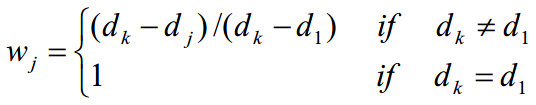 w_j = { (d_k − d_j)/(d_k − d_1) if d_k ≠ d_1
1 if d_k = d_1